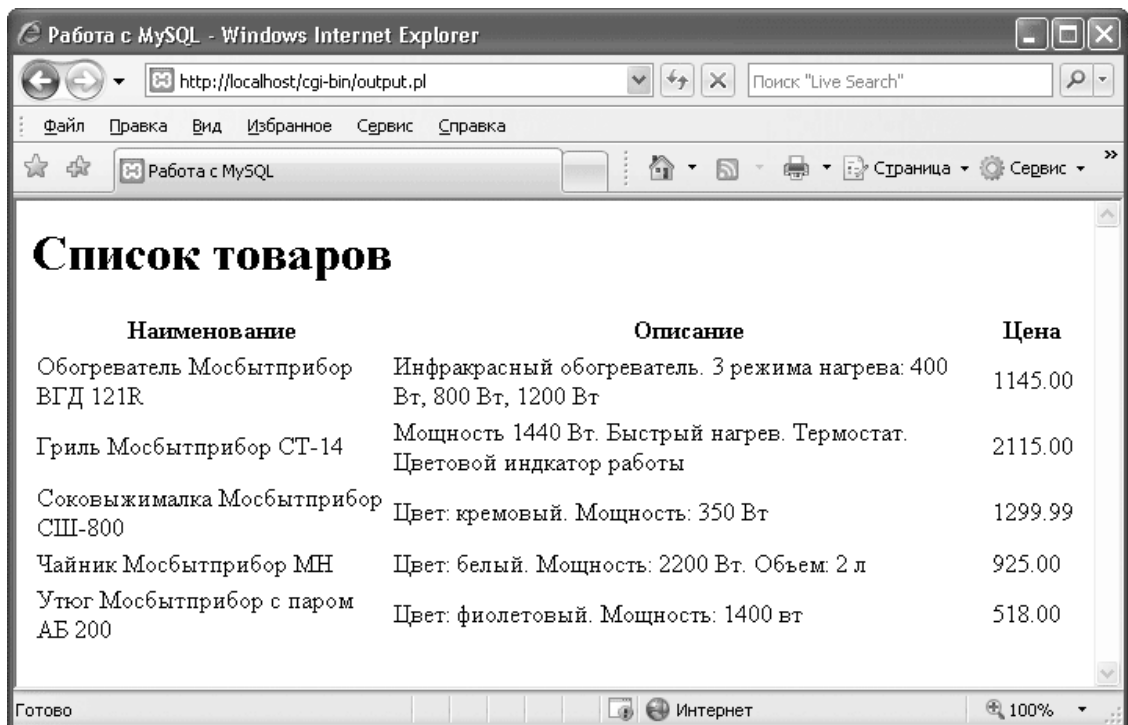 Работа с MySQL - Windows Internet Explorer
http://localhost/cgi-bin/output.pl
Поиск "Live Search"
Файл Правка Вид Избранное Сервис Справка
Работа с MySQL
Страница Сервис »
Список товаров
Наименование Описание Цена
Обогреватель Мосбытприбор Инфракрасный обогреватель. 3 режима нагрева: 400 1145.00
ВГД 121R Вт, 800 Вт, 1200 Вт
Гриль Мосбытприбор СТ-14 Мощность 1440 Вт. Быстрый нагрев. Термостат. 2115.00
Цветовой индкатор работы
Соковыжималка Мосбытприбор Цвет: кремовый. Мощность: 350 Вт 1299.99
СШ-800
Чайник Мосбытприбор МН Цвет: белый. Мощность: 2200 Вт. Объем: 2 л 925.00
Утюг Мосбытприбор с паром Цвет: фиолетовый. Мощность: 1400 вт 518.00
АБ 200
Готово Интернет 100%